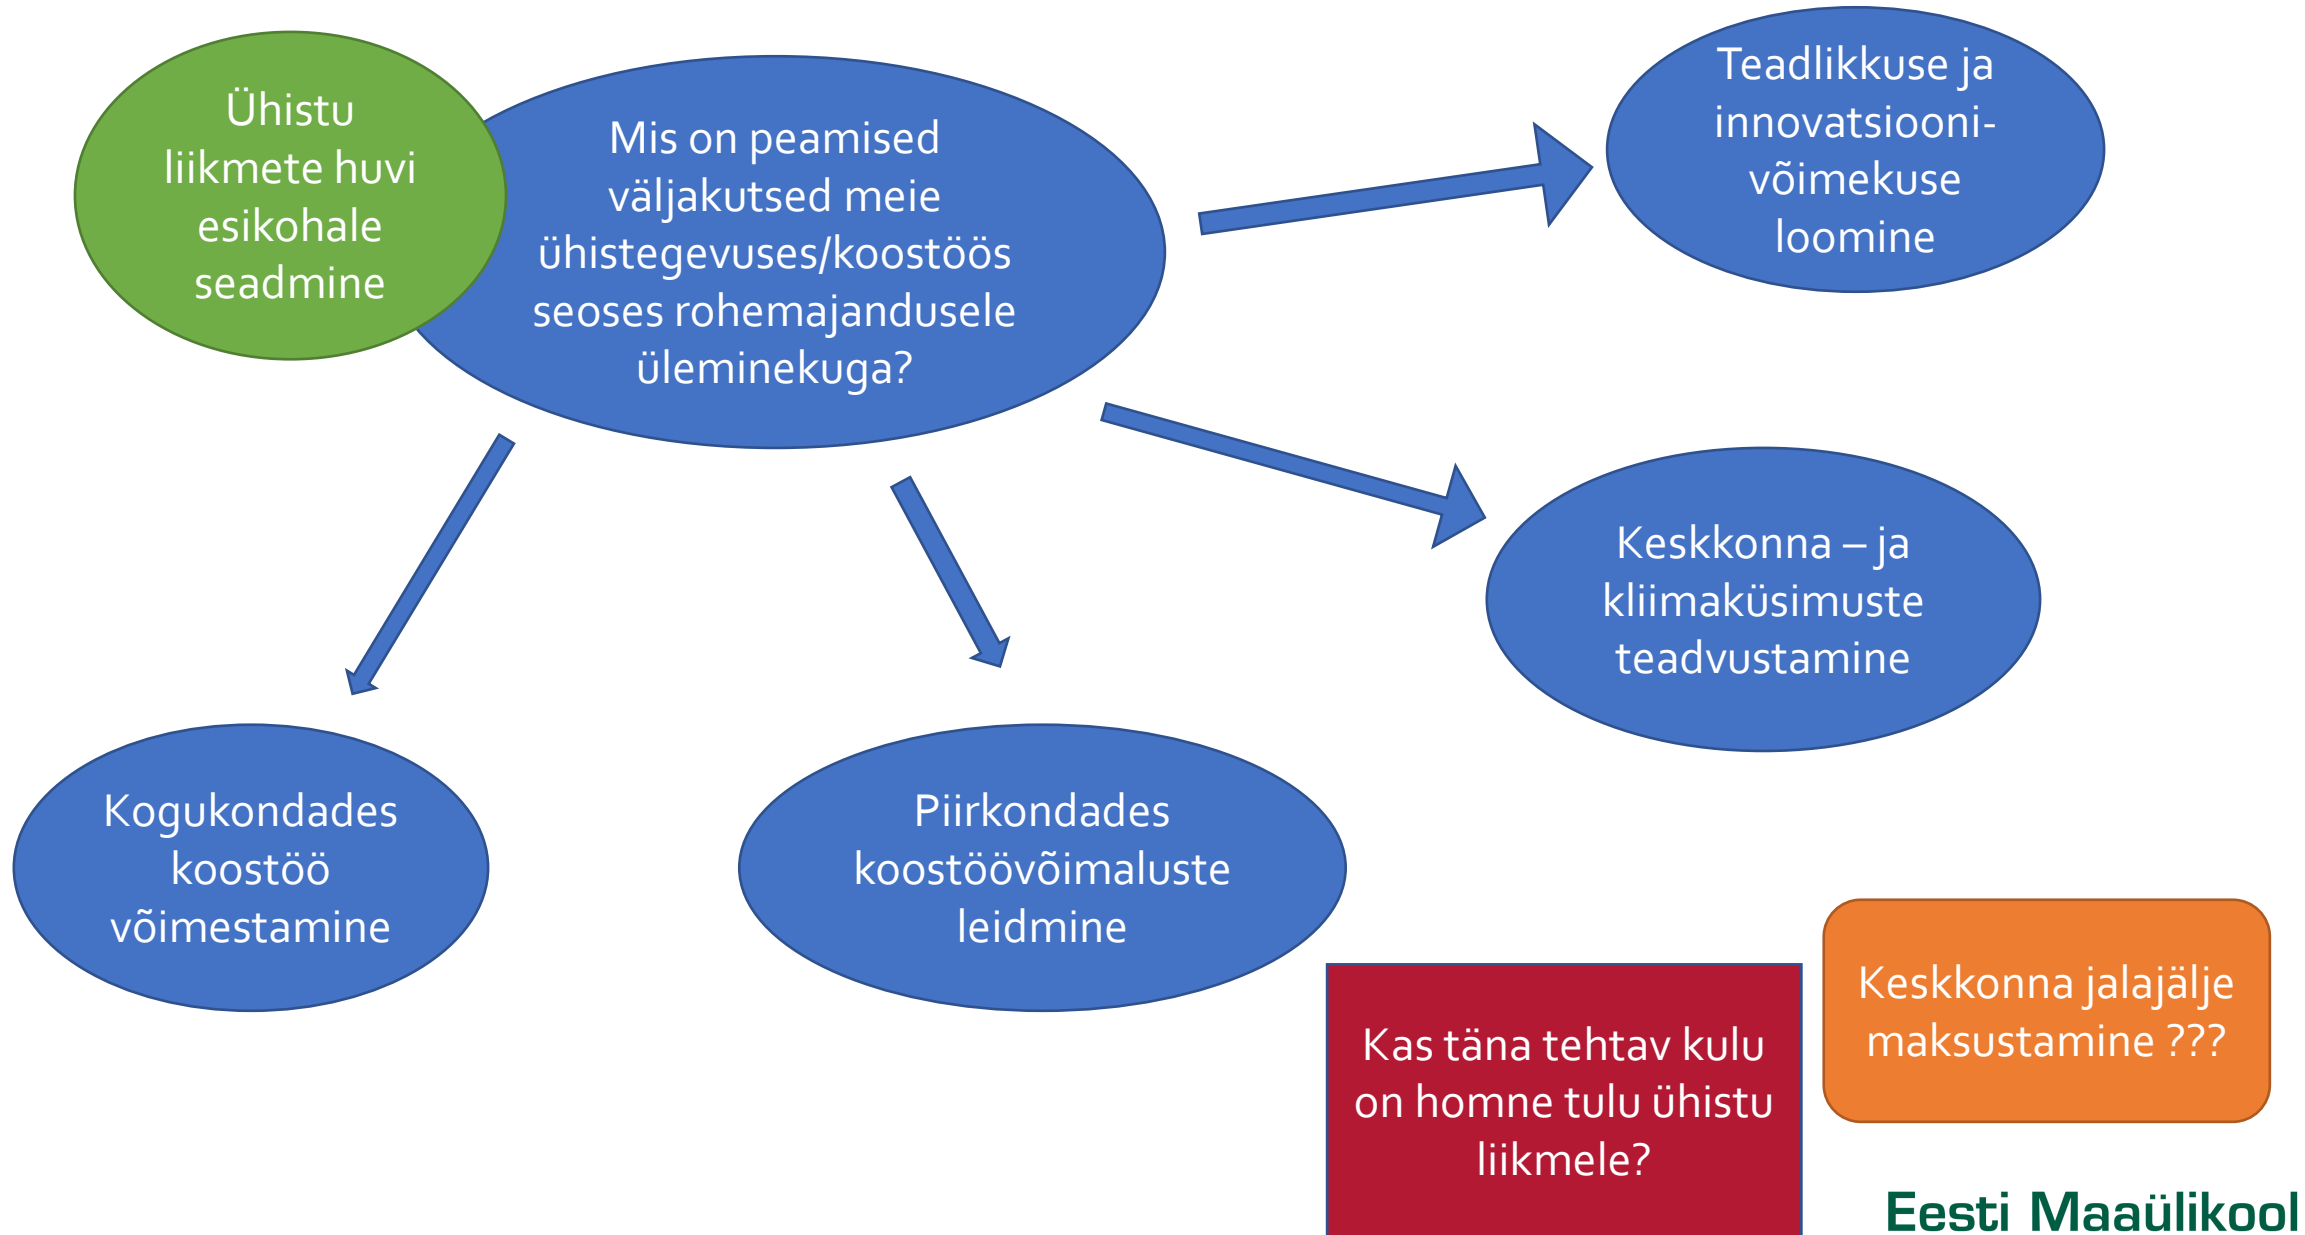 Ühistu
liikmete huvi
esikohale
seadmine
Mis on peamised
väljakutsed meie
ühistegevuses/koostöös
seoses rohemajandusele
üleminekuga?
Teadlikkuse ja
innovatsiooni-
võimekuse
loomine
Keskkonna – ja
kliimaküsimuste
teadvustamine
Kogukondades
koostöö
võimestamine
Piirkondades
koostöövõimaluste
leidmine
Kas täna tehtav kulu
on homne tulu ühistu
liikmele?
Keskkonna jalajälje
maksustamine ???
Eesti Maaülikool